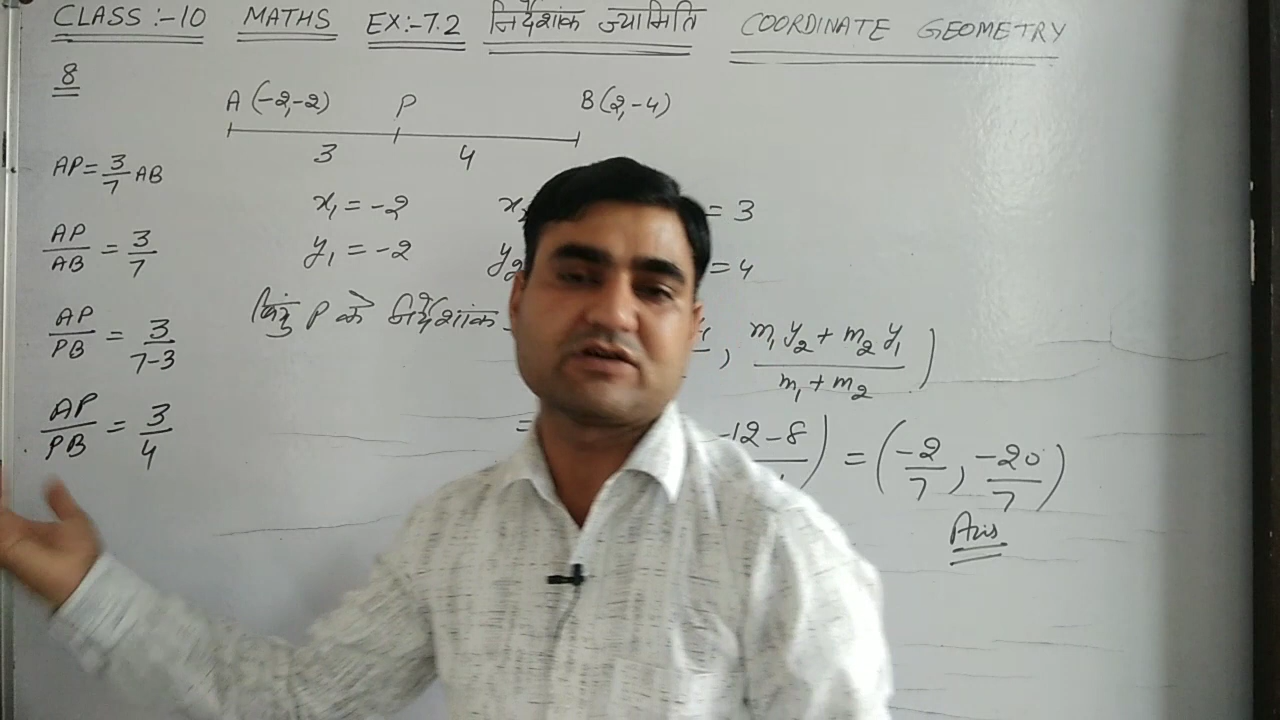 CLASS :-10 MATHS EX:-7.2 निर्देशांक ज्यामिति COORDINATE GEOMETRY
8
A (-2,-2) P B (2,-4)
3 4
AP = 3/7 AB
x₁ = -2 = 3
y₁ = -2 y₂ = 4
AP/AB = 3/7
बिंदु P के निर्देशांक , (m₁y₂ + m₂y₁)/(m₁ + m₂) )
AP/PB = 3/(7-3)
AP/PB = 3/4
= -12-8 ) = (-2/7, -20/7)
Ans